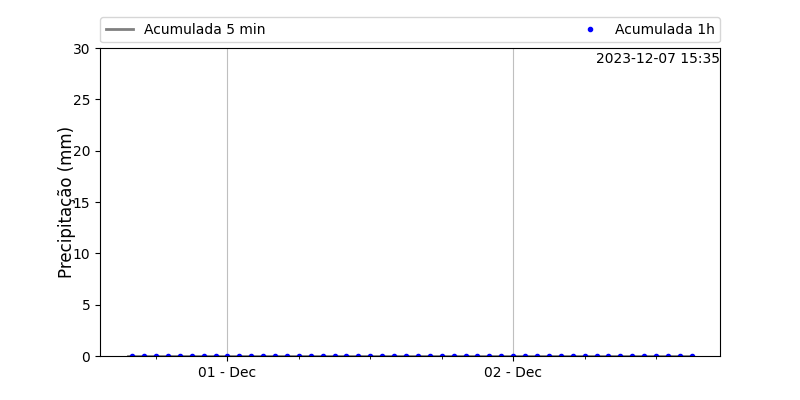 Acumulada 5 min
Acumulada 1h
2023-12-07 15:35
Precipitação (mm)
30
25
20
15
10
5
0
01 - Dec
02 - Dec